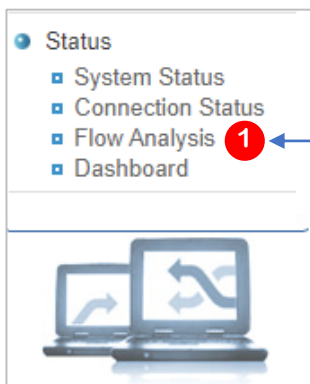 Status
System Status
Connection Status
Flow Analysis 1
Dashboard